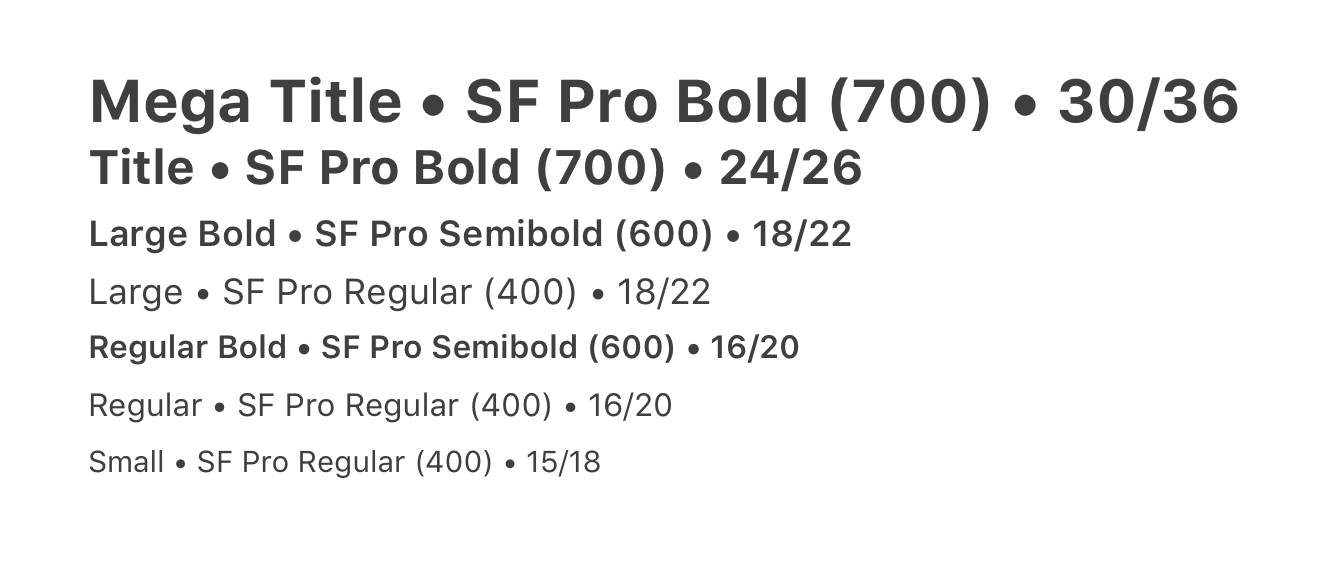 Mega Title • SF Pro Bold (700) • 30/36
Title • SF Pro Bold (700) • 24/26
Large Bold • SF Pro Semibold (600) • 18/22
Large • SF Pro Regular (400) • 18/22
Regular Bold • SF Pro Semibold (600) • 16/20
Regular • SF Pro Regular (400) • 16/20
Small • SF Pro Regular (400) • 15/18